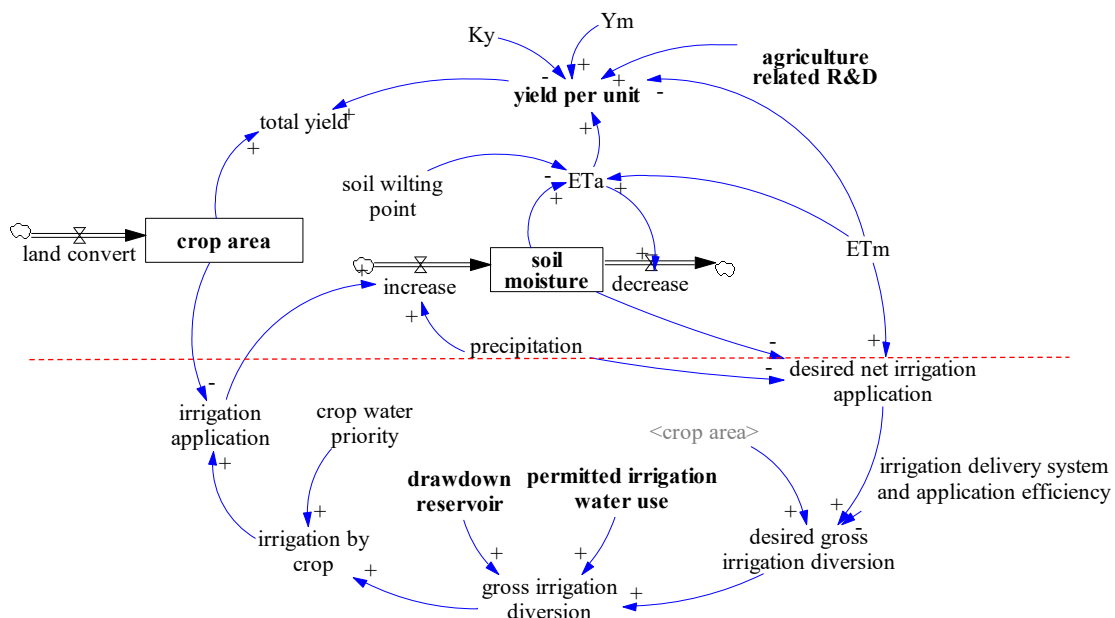 Ym
Ky
agriculture
related R&D
+
+
-
+
-
yield per unit
total yield
+
+
+
soil wilting
point
-
ETa
+
+
land convert
crop area
ETm
+
increase
soil
moisture
+
decrease
+
precipitation
-
-
+
desired net irrigation
application
-
irrigation
application
+
crop water
priority
<crop area>
drawdown
reservoir
permitted irrigation
water use
irrigation delivery system
and application efficiency
+
irrigation by
crop
+
+
+
+
-
desired gross
irrigation diversion
+
gross irrigation
diversion
+